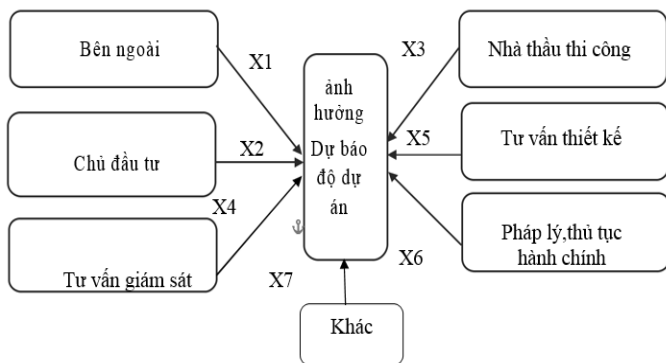 Bên ngoài
X1
Chủ đầu tư
X2
X4
Tư vấn giám sát
X7
ảnh
hưởng
Dự báo
độ dự
án
X3
Nhà thầu thi công
X5
Tư vấn thiết kế
X6
Pháp lý,thủ tục
hành chính
Khác